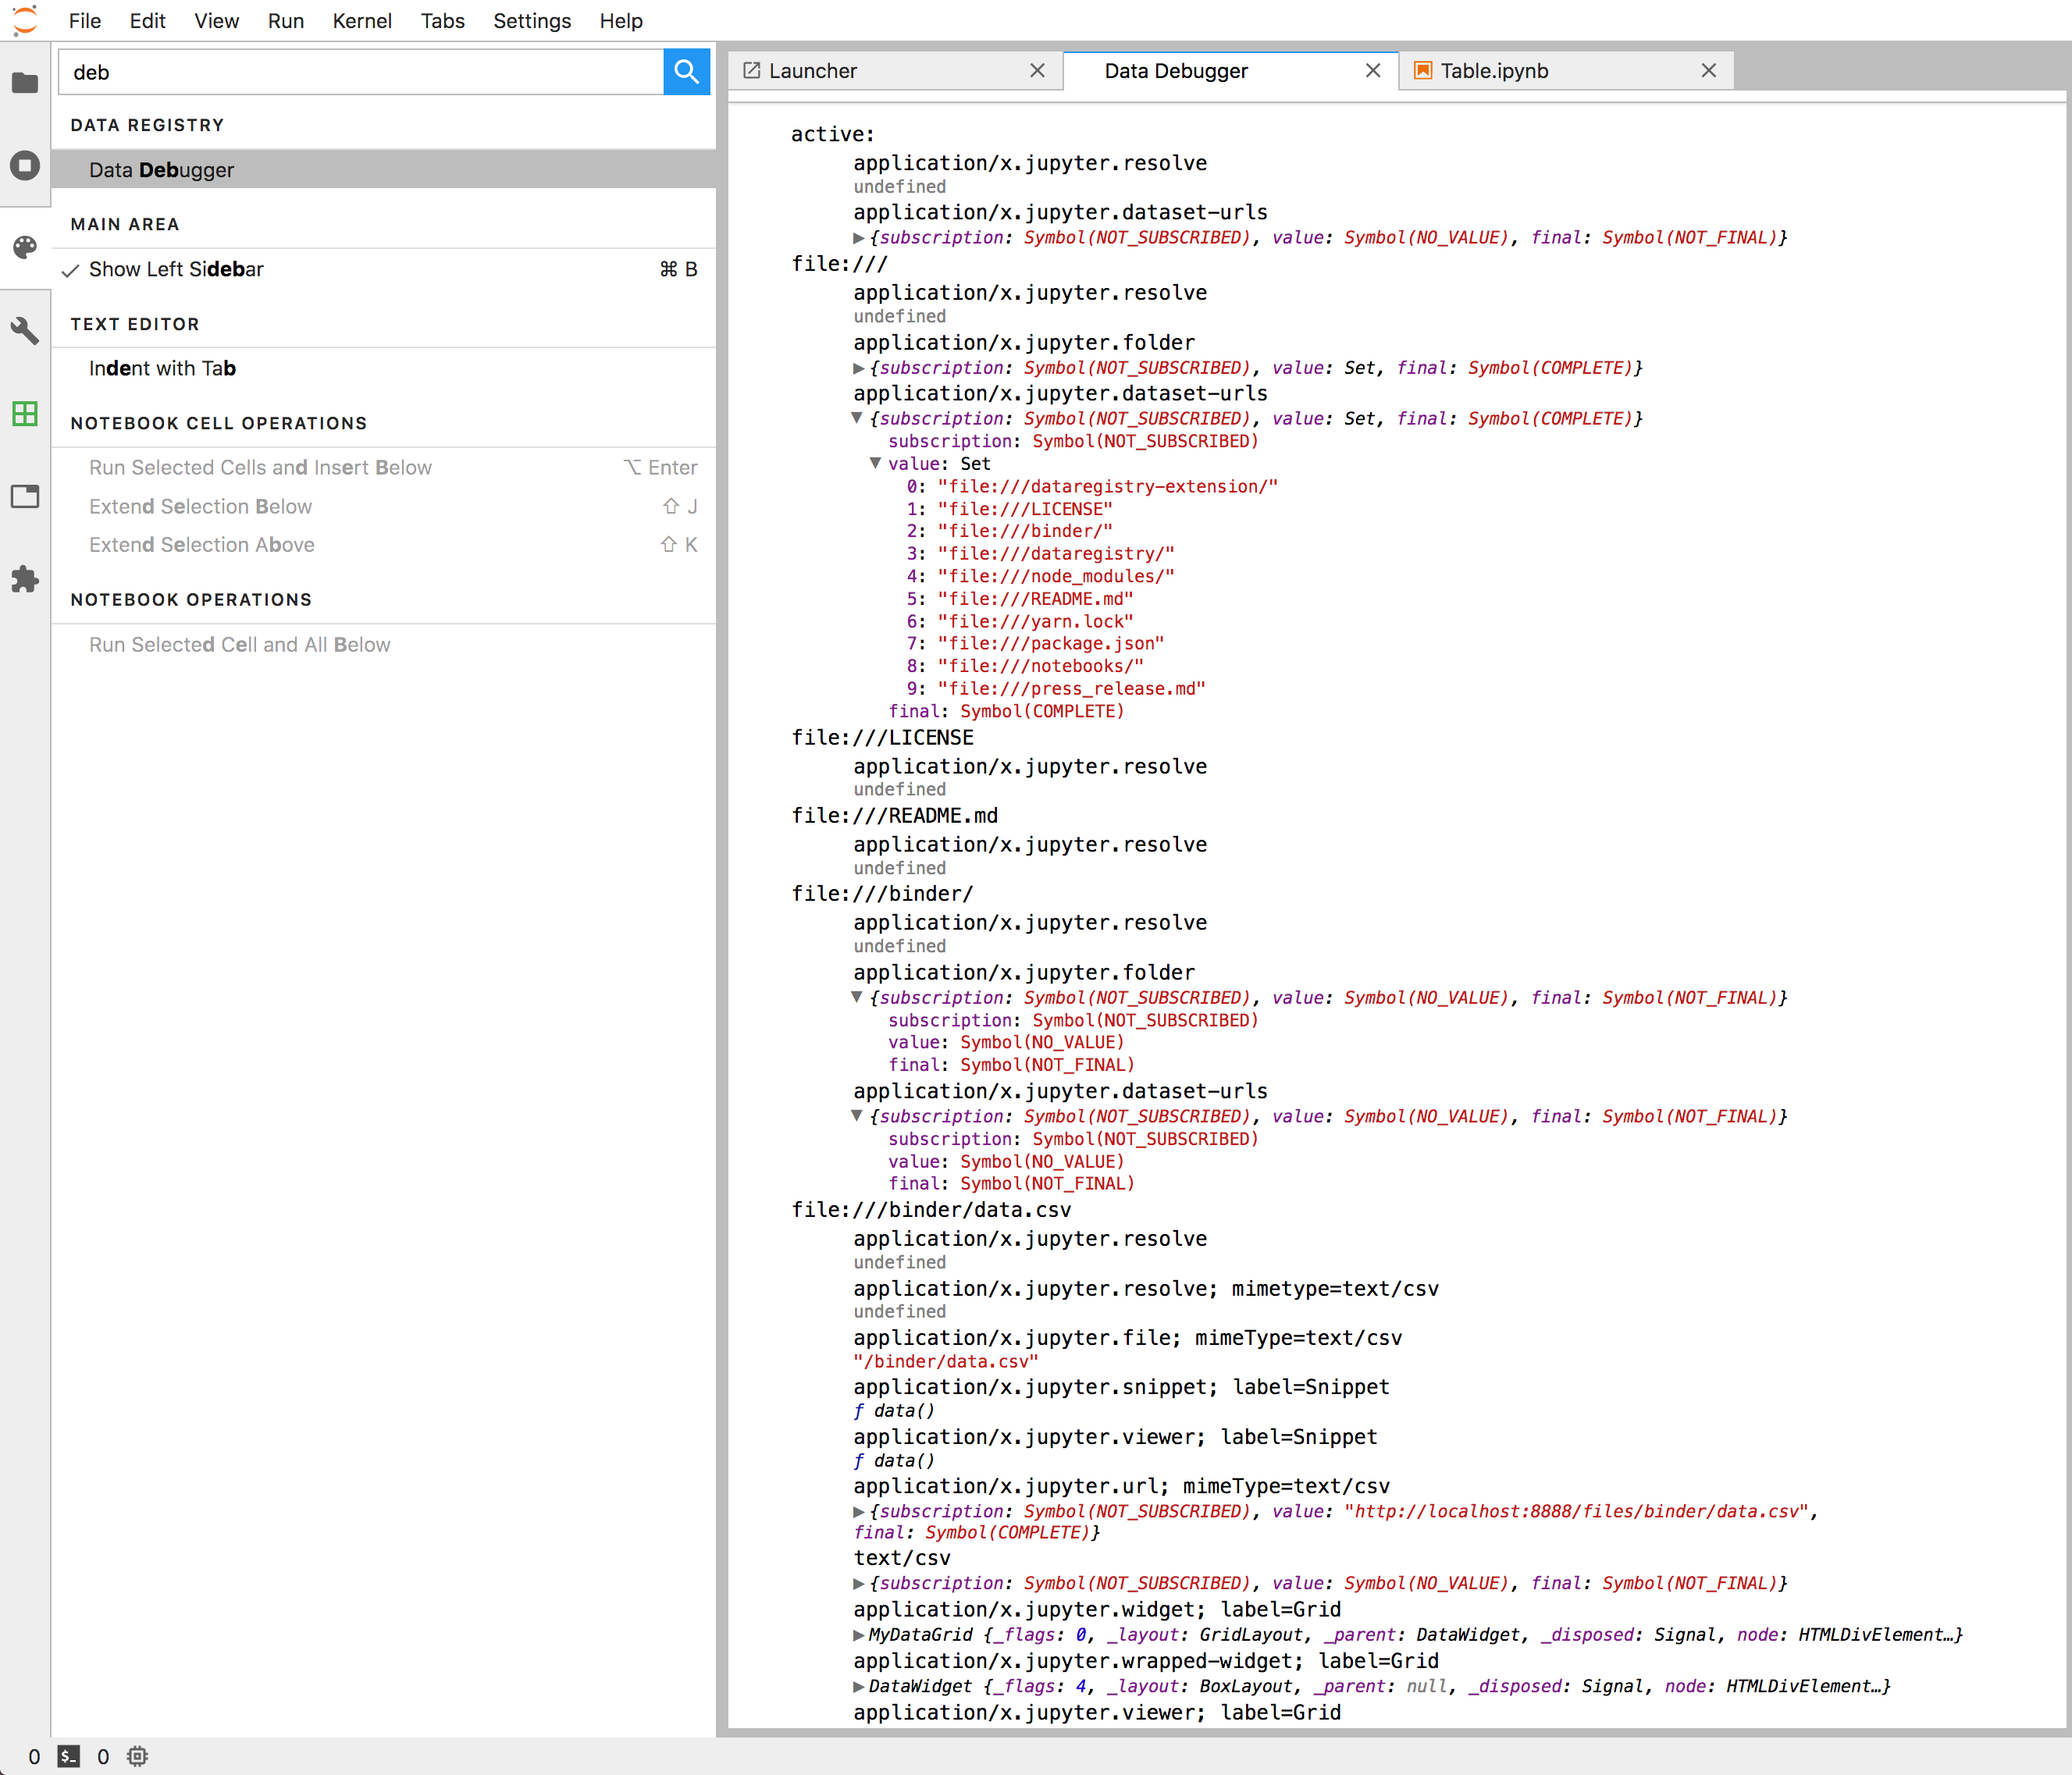 File Edit View Run Kernel Tabs Settings Help
deb
DATA REGISTRY
Data Debugger
MAIN AREA
✓ Show Left Sidebar ⌘ B
TEXT EDITOR
Indent with Tab
NOTEBOOK CELL OPERATIONS
Run Selected Cells and Insert Below ⌥ Enter
Extend Selection Below ⇧ J
Extend Selection Above ⇧ K
NOTEBOOK OPERATIONS
Run Selected Cell and All Below
Launcher
Data Debugger
Table.ipynb
active:
application/x.jupyter.resolve
undefined
application/x.jupyter.dataset-urls
▶{subscription: Symbol(NOT_SUBSCRIBED), value: Symbol(NO_VALUE), final: Symbol(NOT_FINAL)}
file:///
application/x.jupyter.resolve
undefined
application/x.jupyter.folder
▶{subscription: Symbol(NOT_SUBSCRIBED), value: Set, final: Symbol(COMPLETE)}
application/x.jupyter.dataset-urls
▼{subscription: Symbol(NOT_SUBSCRIBED), value: Set, final: Symbol(COMPLETE)}
subscription: Symbol(NOT_SUBSCRIBED)
▼value: Set
0: "file:///dataregistry-extension/"
1: "file:///LICENSE"
2: "file:///binder/"
3: "file:///dataregistry/"
4: "file:///node_modules/"
5: "file:///README.md"
6: "file:///yarn.lock"
7: "file:///package.json"
8: "file:///notebooks/"
9: "file:///press_release.md"
final: Symbol(COMPLETE)
file:///LICENSE
application/x.jupyter.resolve
undefined
file:///README.md
application/x.jupyter.resolve
undefined
file:///binder/
application/x.jupyter.resolve
undefined
application/x.jupyter.folder
▼{subscription: Symbol(NOT_SUBSCRIBED), value: Symbol(NO_VALUE), final: Symbol(NOT_FINAL)}
subscription: Symbol(NOT_SUBSCRIBED)
value: Symbol(NO_VALUE)
final: Symbol(NOT_FINAL)
application/x.jupyter.dataset-urls
▼{subscription: Symbol(NOT_SUBSCRIBED), value: Symbol(NO_VALUE), final: Symbol(NOT_FINAL)}
subscription: Symbol(NOT_SUBSCRIBED)
value: Symbol(NO_VALUE)
final: Symbol(NOT_FINAL)
file:///binder/data.csv
application/x.jupyter.resolve
undefined
application/x.jupyter.resolve; mimetype=text/csv
undefined
application/x.jupyter.file; mimeType=text/csv
"/binder/data.csv"
application/x.jupyter.snippet; label=Snippet
ƒ data()
application/x.jupyter.viewer; label=Snippet
ƒ data()
application/x.jupyter.url; mimeType=text/csv
▶{subscription: Symbol(NOT_SUBSCRIBED), value: "http://localhost:8888/files/binder/data.csv",
final: Symbol(COMPLETE)}
text/csv
▶{subscription: Symbol(NOT_SUBSCRIBED), value: Symbol(NO_VALUE), final: Symbol(NOT_FINAL)}
application/x.jupyter.widget; label=Grid
▶MyDataGrid {_flags: 0, _layout: GridLayout, _parent: DataWidget, _disposed: Signal, node: HTMLDivElement…}
application/x.jupyter.wrapped-widget; label=Grid
▶DataWidget {_flags: 4, _layout: BoxLayout, _parent: null, _disposed: Signal, node: HTMLDivElement…}
application/x.jupyter.viewer; label=Grid
0 $_ 0